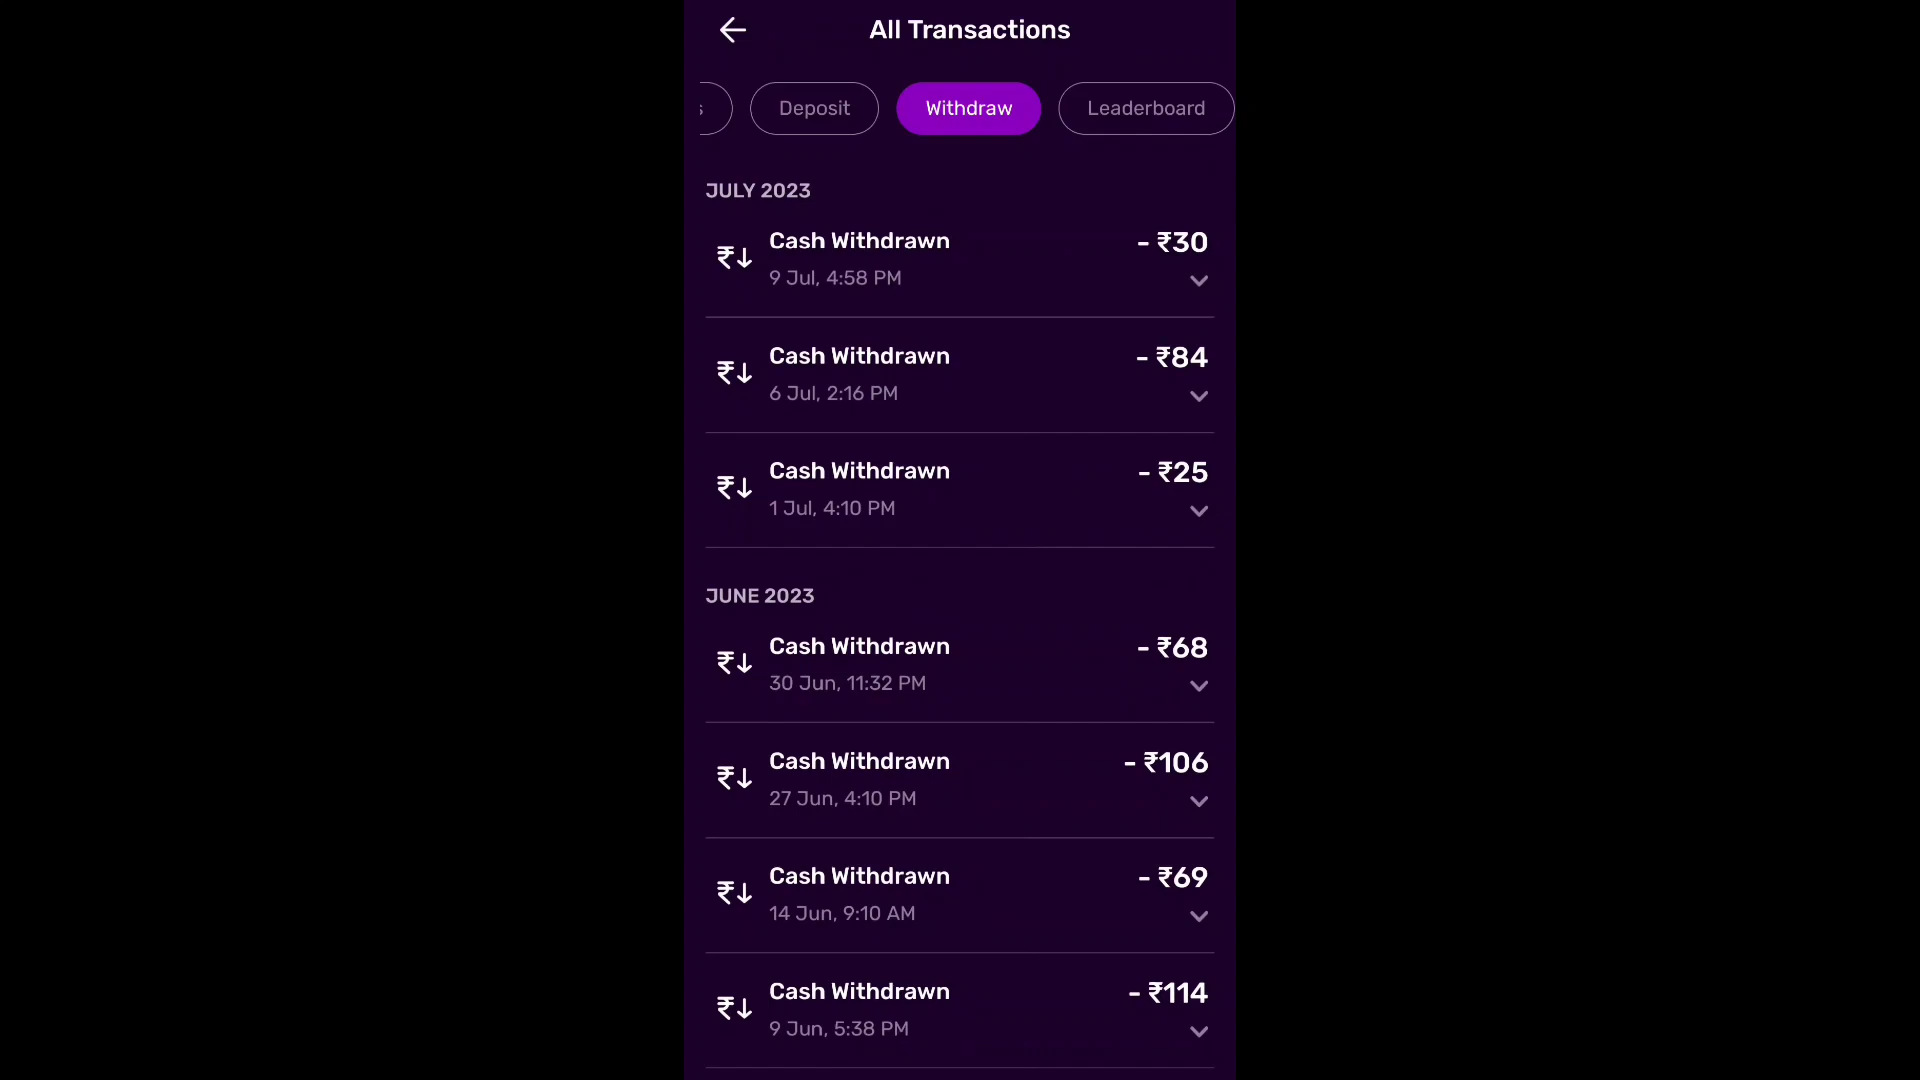 All Transactions
Deposit Withdraw Leaderboard
JULY 2023
Cash Withdrawn - ₹30
9 Jul, 4:58 PM
Cash Withdrawn - ₹84
6 Jul, 2:16 PM
Cash Withdrawn - ₹25
1 Jul, 4:10 PM
JUNE 2023
Cash Withdrawn - ₹68
30 Jun, 11:32 PM
Cash Withdrawn - ₹106
27 Jun, 4:10 PM
Cash Withdrawn - ₹69
14 Jun, 9:10 AM
Cash Withdrawn - ₹114
9 Jun, 5:38 PM